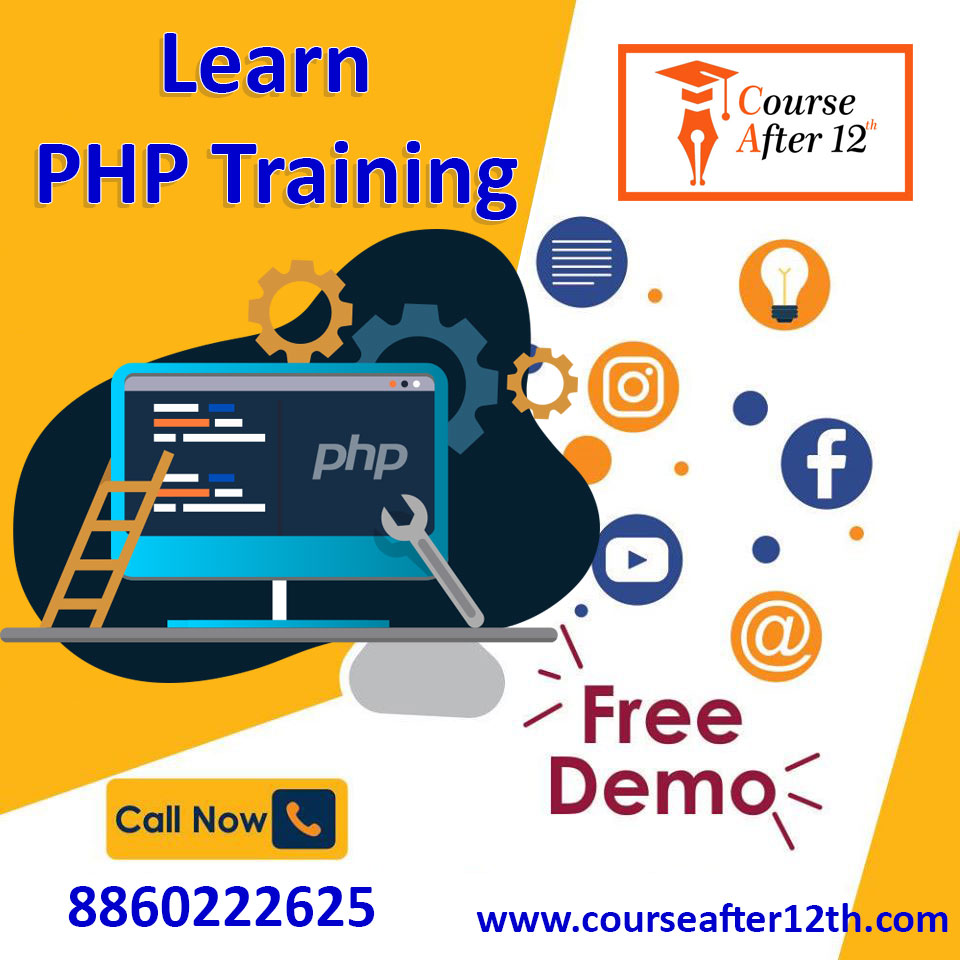 Learn
PHP Training
Course
After 12th
php
Free
Demo
Call Now
8860222625
www.courseafter12th.com